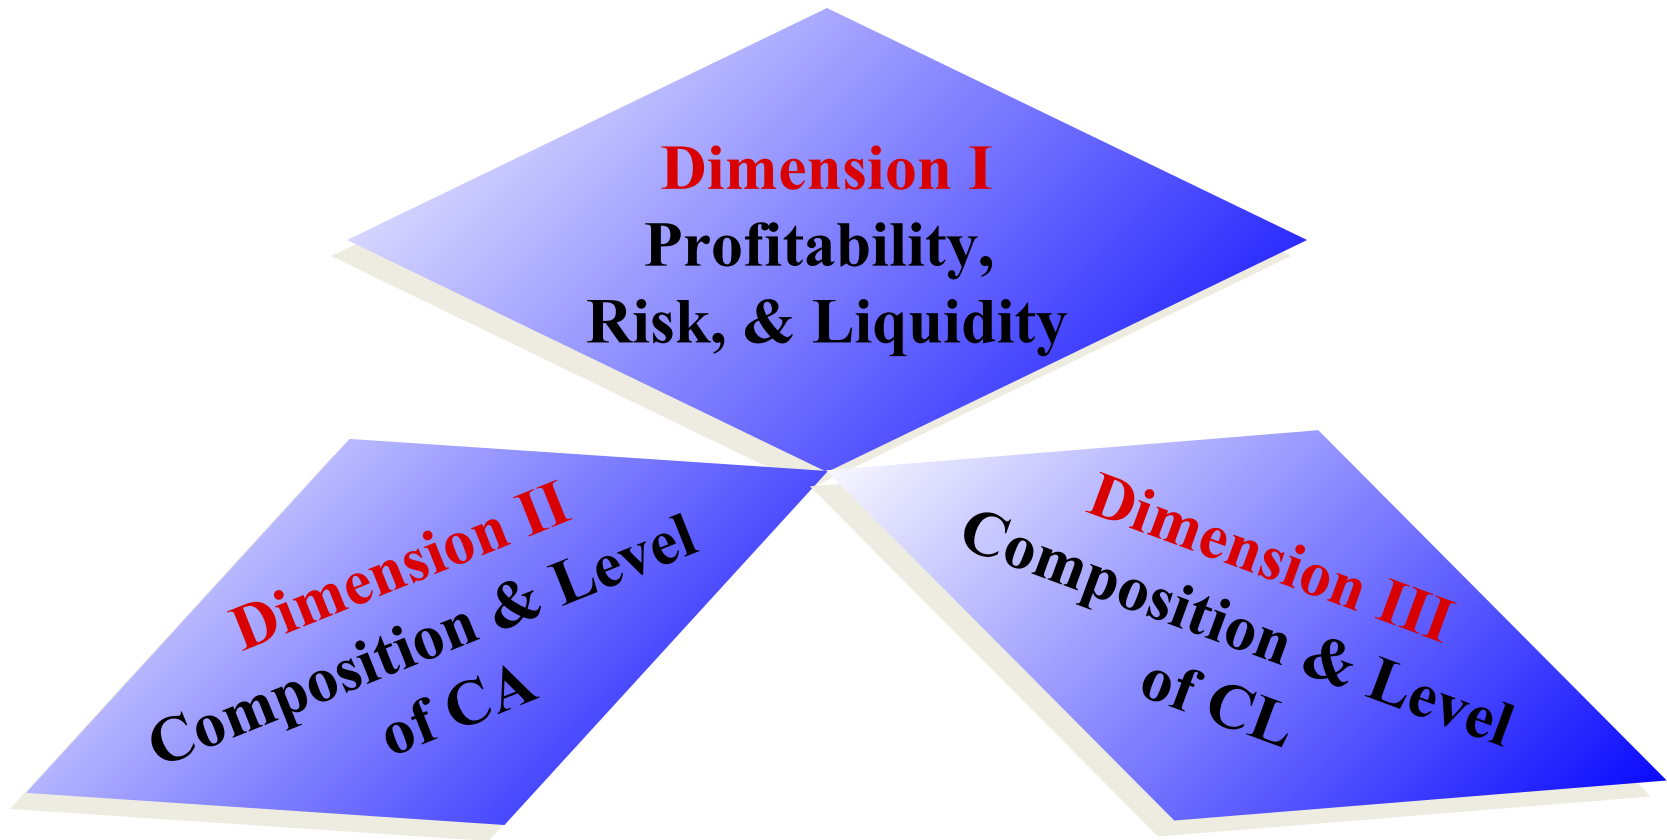 Dimension I
Profitability,
Risk, & Liquidity
Dimension II
Composition & Level
of CA
Dimension III
Composition & Level
of CL